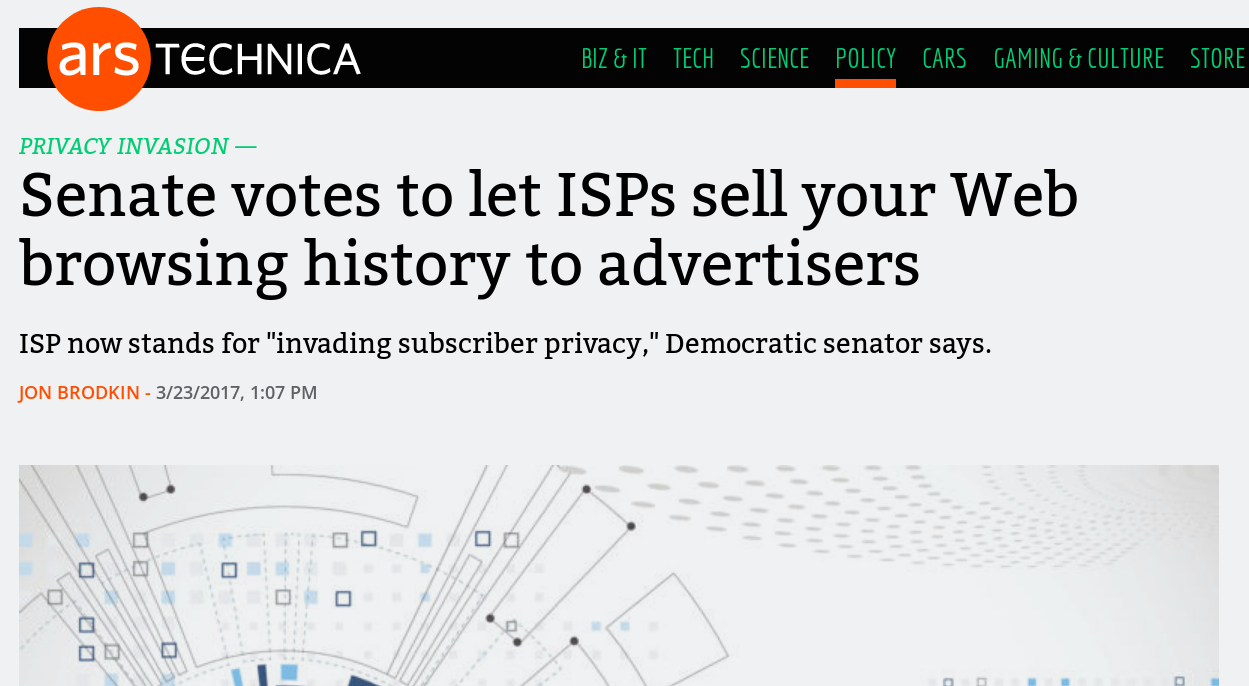 ars TECHNICA
BIZ & IT TECH SCIENCE POLICY CARS GAMING & CULTURE STORE
PRIVACY INVASION —
Senate votes to let ISPs sell your Web
browsing history to advertisers
ISP now stands for "invading subscriber privacy," Democratic senator says.
JON BRODKIN - 3/23/2017, 1:07 PM